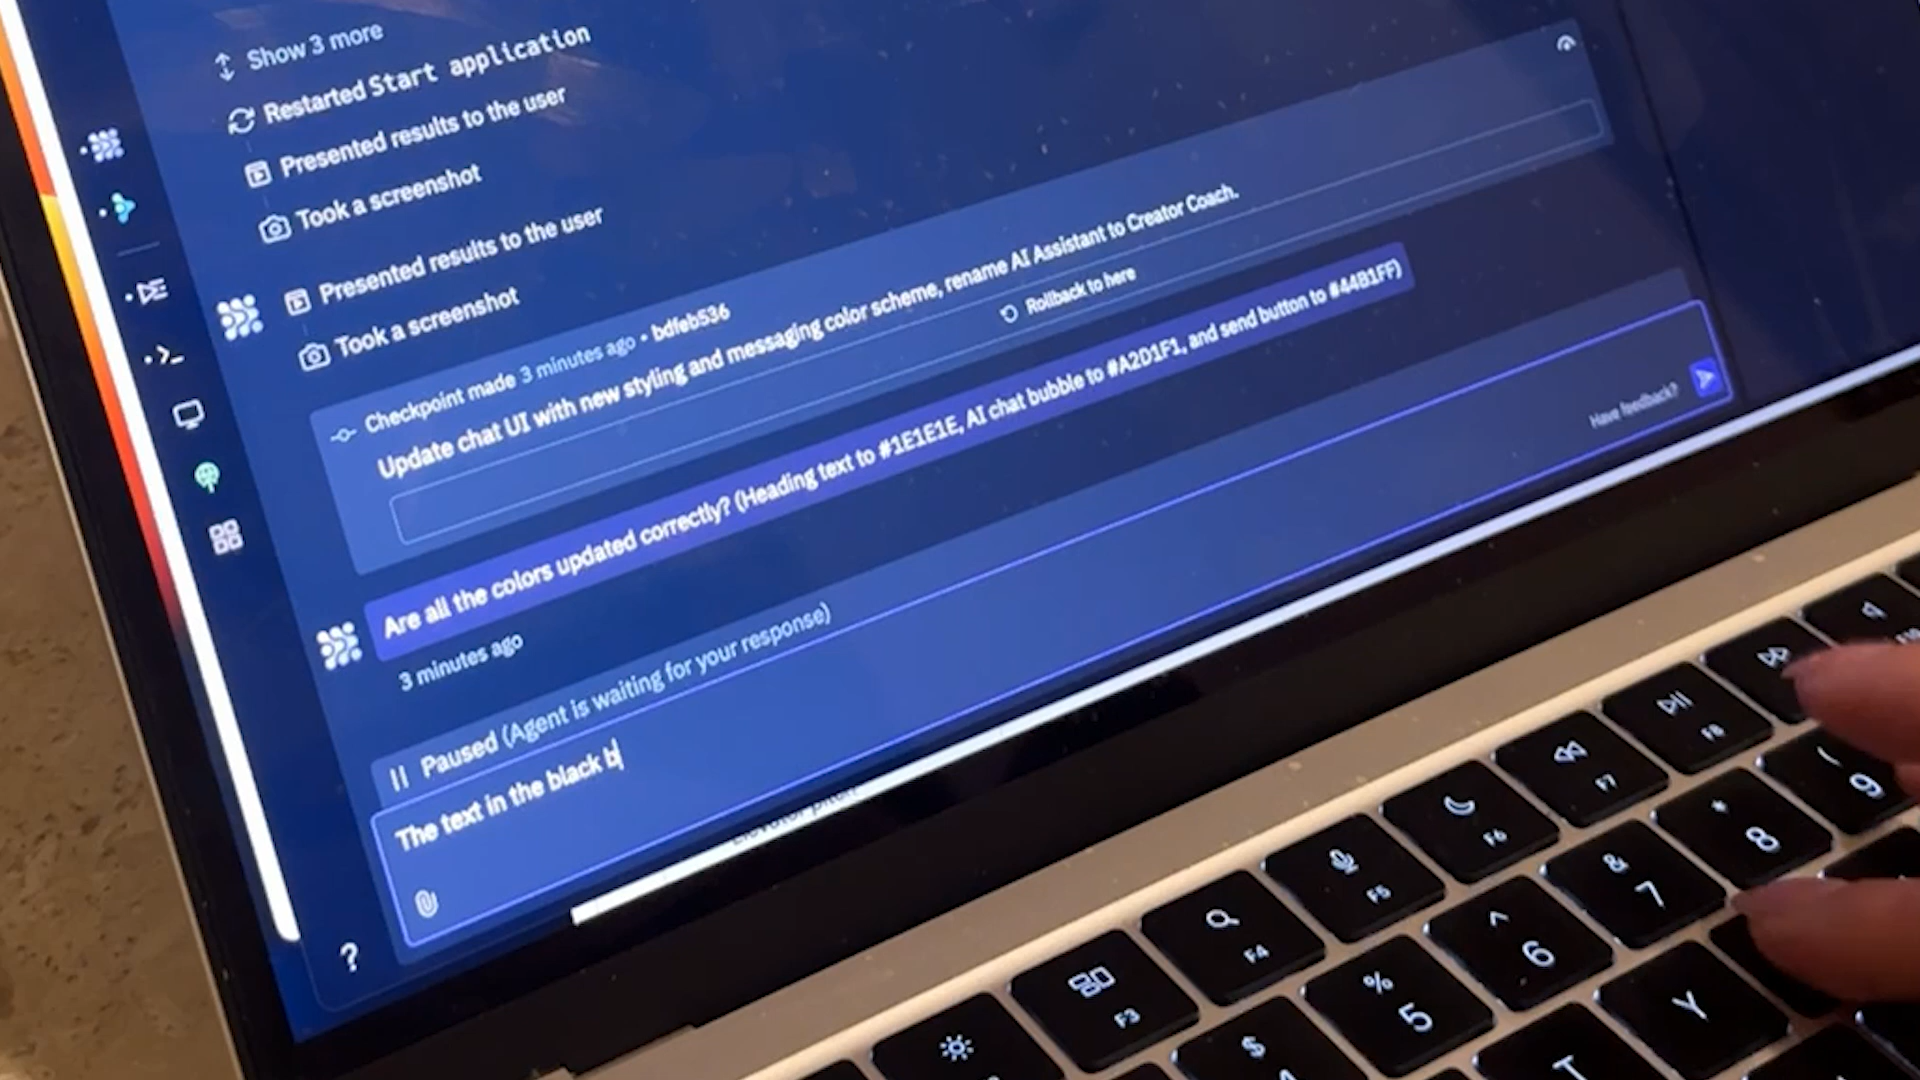 Show 3 more
Restarted Start application
Presented results to the user
Took a screenshot
Presented results to the user
Took a screenshot
Checkpoint made 3 minutes ago • bdfeb536
Update chat UI with new styling and messaging color scheme, rename AI Assistant to Creator Coach.
Rollback to here
Are all the colors updated correctly? (Heading text to #1E1E1E, AI chat bubble to #A2D1F1, and send button to #44B1FF)
3 minutes ago
Paused (Agent is waiting for your response)
The text in the black b
Have feedback?
?
F3
F4
F5
F6
F7
F8
F10
$
% 5
^ 6
& 7
* 8
( 9
T
Y